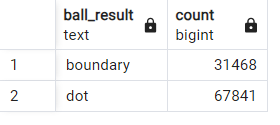 ball_result count
text bigint
1 boundary 31468
2 dot 67841